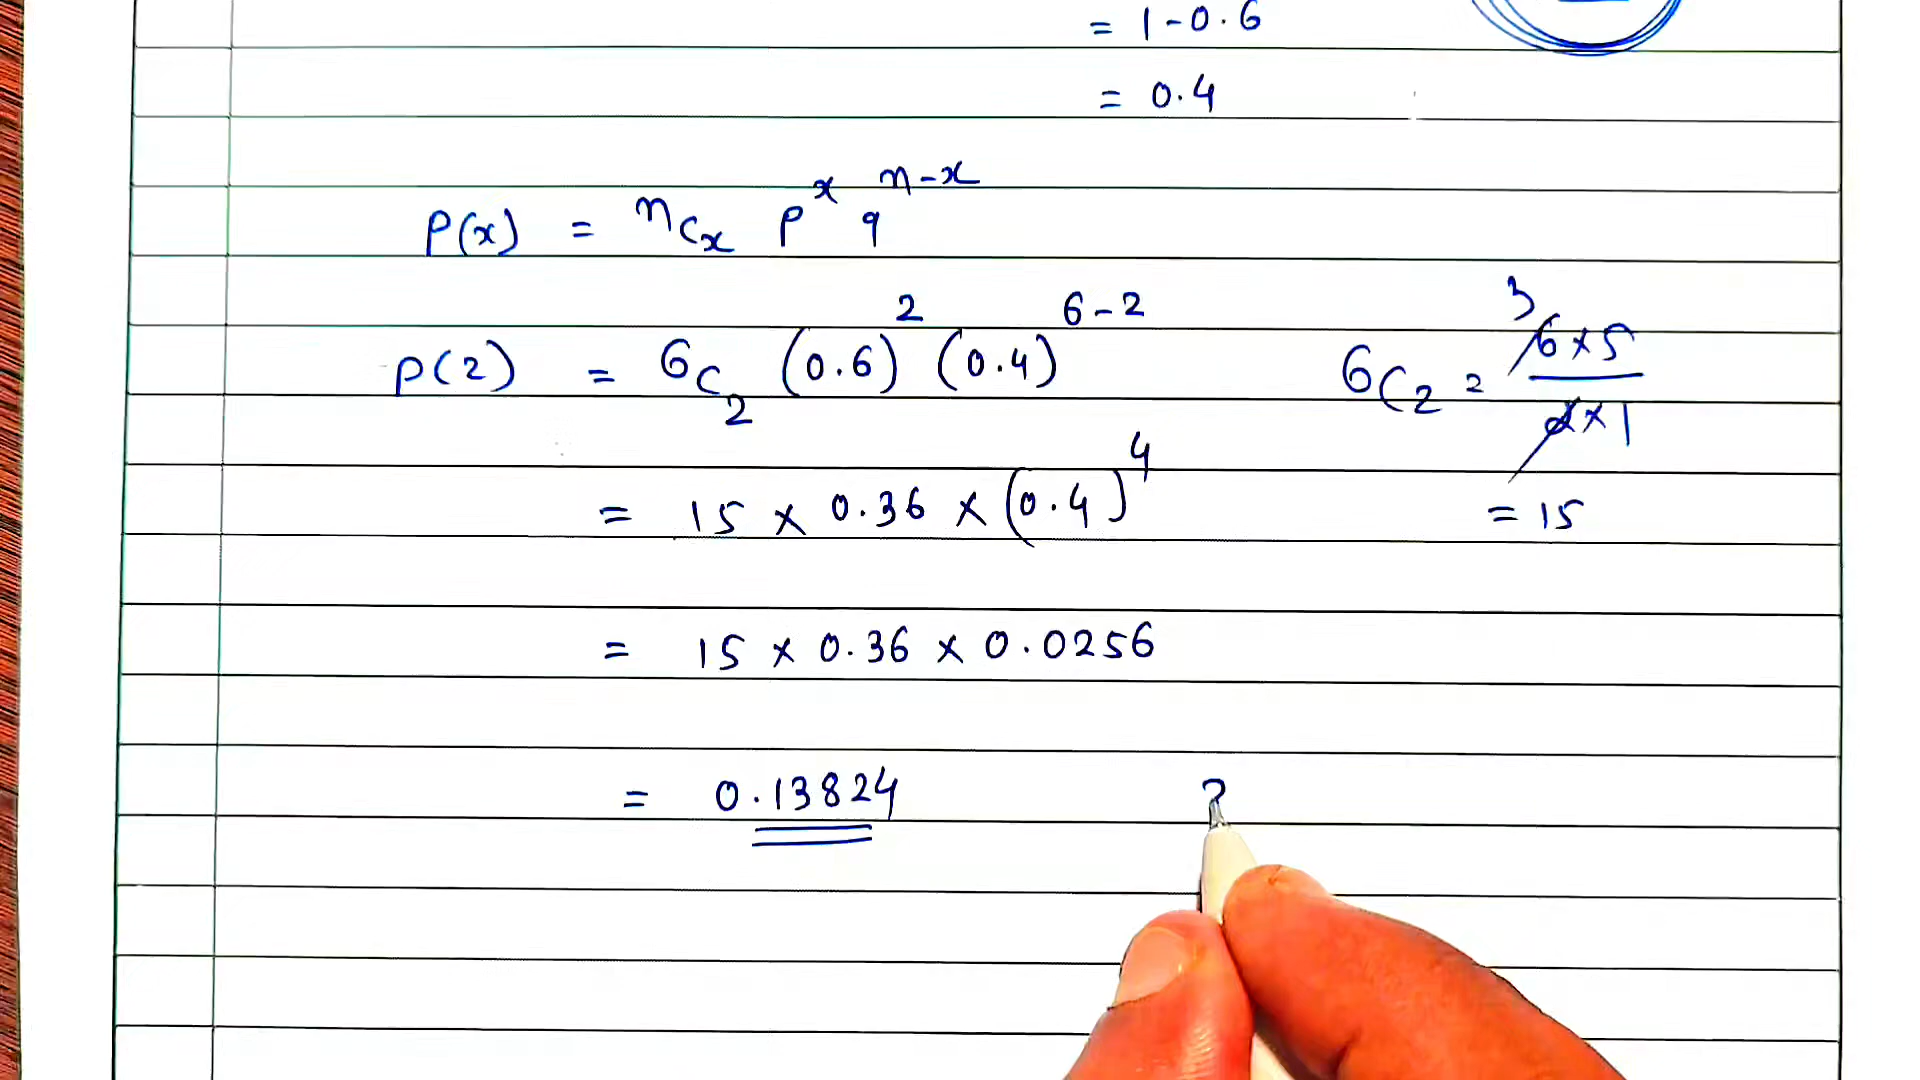 = 1 - 0.6
= 0.4
P(x) = nCx p^x q^n-x
P(2) = 6C2 (0.6)^2 (0.4)^6-2
6C2 = 3 6×5 / 2×1
= 15 × 0.36 × (0.4)^4
= 15
= 15 × 0.36 × 0.0256
= 0.13824